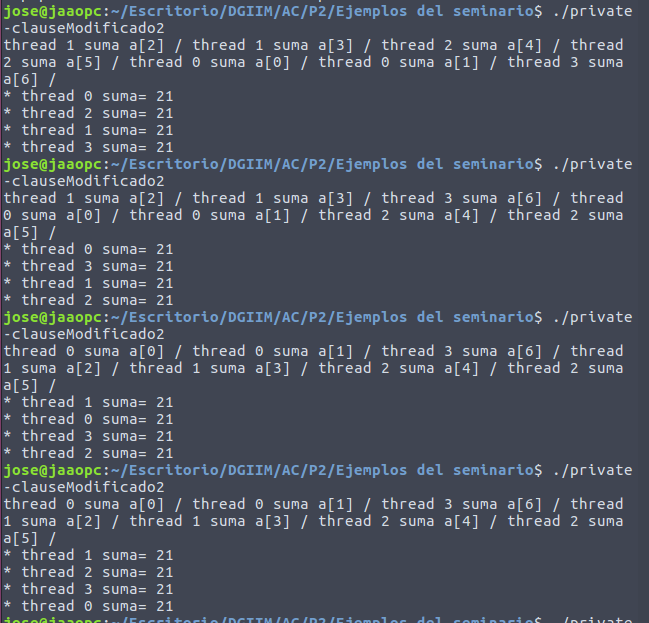 jose@jaaopc:~/Escritorio/DGIIM/AC/P2/Ejemplos del seminario$ ./private
-clauseModificado2
thread 1 suma a[2] / thread 1 suma a[3] / thread 2 suma a[4] / thread
2 suma a[5] / thread 0 suma a[0] / thread 0 suma a[1] / thread 3 suma
a[6] /
* thread 0 suma= 21
* thread 2 suma= 21
* thread 1 suma= 21
* thread 3 suma= 21
jose@jaaopc:~/Escritorio/DGIIM/AC/P2/Ejemplos del seminario$ ./private
-clauseModificado2
thread 1 suma a[2] / thread 1 suma a[3] / thread 3 suma a[6] / thread
0 suma a[0] / thread 0 suma a[1] / thread 2 suma a[4] / thread 2 suma
a[5] /
* thread 0 suma= 21
* thread 3 suma= 21
* thread 1 suma= 21
* thread 2 suma= 21
jose@jaaopc:~/Escritorio/DGIIM/AC/P2/Ejemplos del seminario$ ./private
-clauseModificado2
thread 0 suma a[0] / thread 0 suma a[1] / thread 3 suma a[6] / thread
1 suma a[2] / thread 1 suma a[3] / thread 2 suma a[4] / thread 2 suma
a[5] /
* thread 1 suma= 21
* thread 0 suma= 21
* thread 3 suma= 21
* thread 2 suma= 21
jose@jaaopc:~/Escritorio/DGIIM/AC/P2/Ejemplos del seminario$ ./private
-clauseModificado2
thread 0 suma a[0] / thread 0 suma a[1] / thread 3 suma a[6] / thread
1 suma a[2] / thread 1 suma a[3] / thread 2 suma a[4] / thread 2 suma
a[5] /
* thread 1 suma= 21
* thread 2 suma= 21
* thread 3 suma= 21
* thread 0 suma= 21
jose@jaaopc:~/Escritorio/DGIIM/AC/P2/Ejemplos del seminario$ ./private